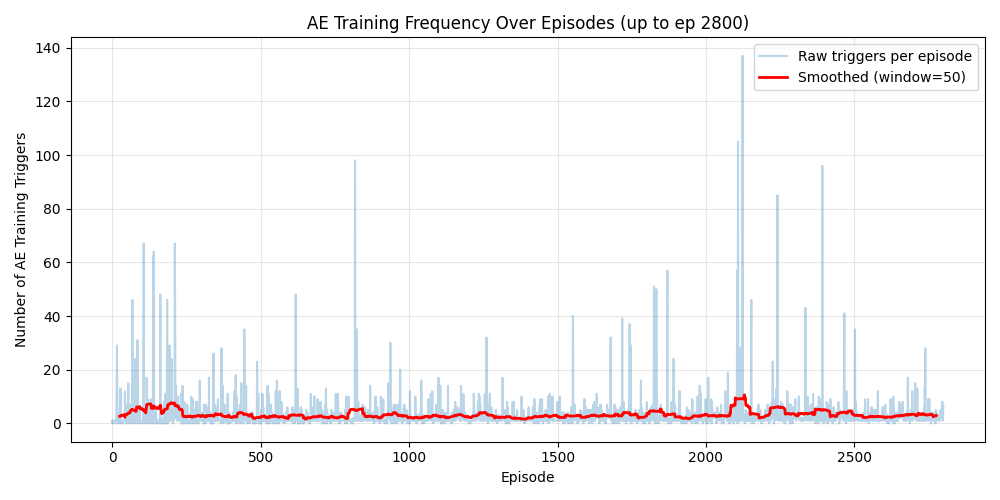 AE Training Frequency Over Episodes (up to ep 2800)
Raw triggers per episode
Smoothed (window=50)
Number of AE Training Triggers
140
120
100
80
60
40
20
0
0 500 1000 1500 2000 2500
Episode